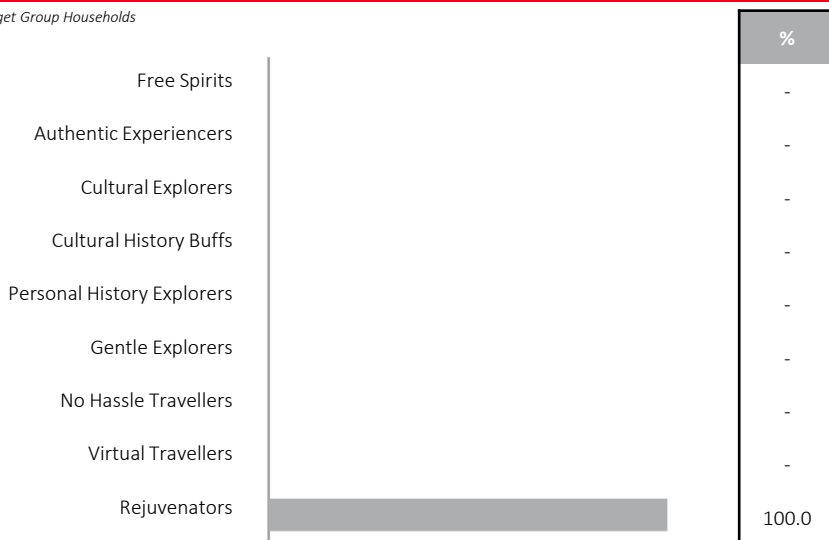 get Group Households
%
Free Spirits -
Authentic Experiencers -
Cultural Explorers -
Cultural History Buffs -
Personal History Explorers -
Gentle Explorers -
No Hassle Travellers -
Virtual Travellers -
Rejuvenators 100.0